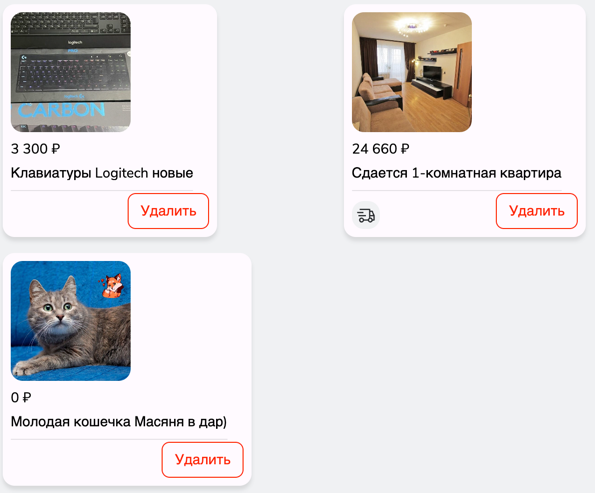 logitech
CARBON
3 300 ₽
Клавиатуры Logitech новые
Удалить
24 660 ₽
Сдается 1-комнатная квартира
Удалить
0 ₽
Молодая кошечка Масяня в дар)
Удалить